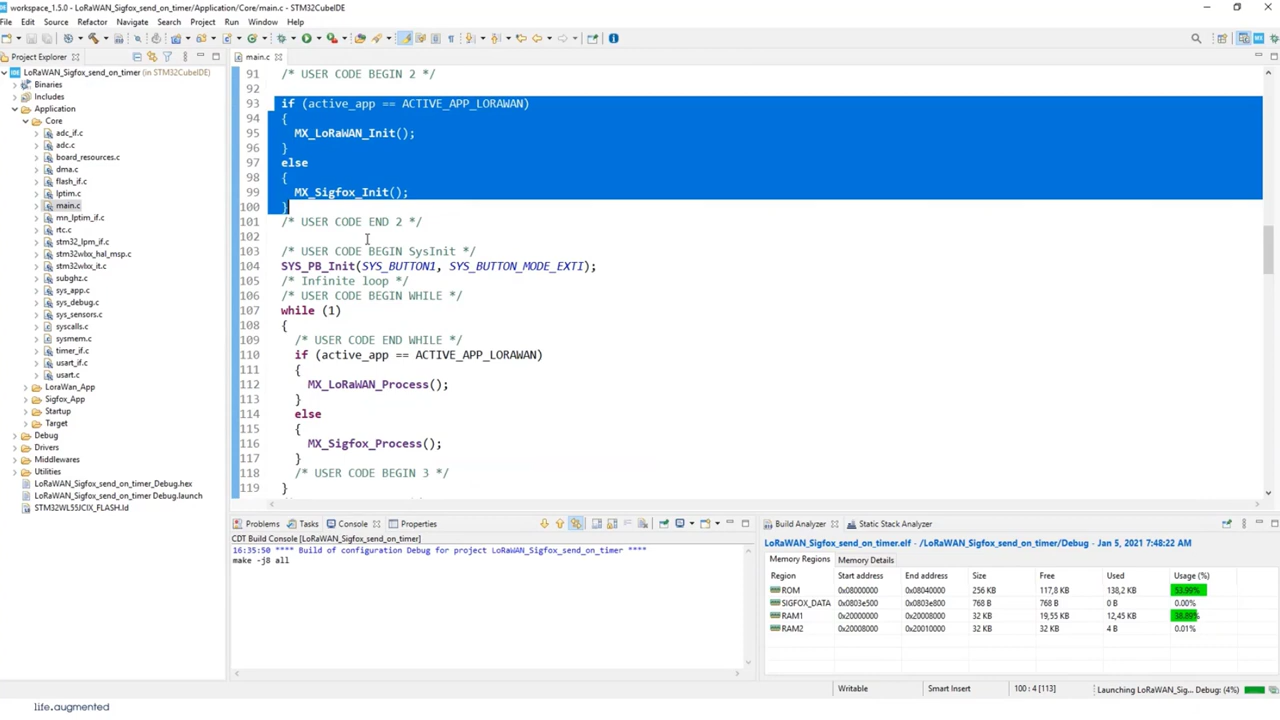 workspace_1.5.0 - LoRaWAN_Sigfox_send_on_timer/Application/Core/main.c - STM32CubeIDE
File Edit Source Refactor Navigate Search Project Run Window Help
Project Explorer
main.c
LoRaWAN_Sigfox_send_on_timer (in STM32CubeIDE)
Binaries
Includes
Application
Core
adc_if.c
adc.c
board_resources.c
dma.c
flash_if.c
lptim.c
main.c
mn_lptim_if.c
rtc.c
stm32_lpm_if.c
stm32wlxx_hal_msp.c
stm32wlxx_it.c
subghz.c
sys_app.c
sys_debug.c
sys_sensors.c
syscalls.c
sysmem.c
timer_if.c
usart_if.c
usart.c
LoraWan_App
Sigfox_App
Startup
Target
Debug
Drivers
Middlewares
Utilities
LoRaWAN_Sigfox_send_on_timer_Debug.hex
LoRaWAN_Sigfox_send_on_timer Debug.launch
STM32WL55JCIX_FLASH.ld
91 /* USER CODE BEGIN 2 */
92
93 if (active_app == ACTIVE_APP_LORAWAN)
94 {
95 MX_LoRaWAN_Init();
96 }
97 else
98 {
99 MX_Sigfox_Init();
100 }
101 /* USER CODE END 2 */
102
103 /* USER CODE BEGIN SysInit */
104 SYS_PB_Init(SYS_BUTTON1, SYS_BUTTON_MODE_EXTI);
105 /* Infinite loop */
106 /* USER CODE BEGIN WHILE */
107 while (1)
108 {
109 /* USER CODE END WHILE */
110 if (active_app == ACTIVE_APP_LORAWAN)
111 {
112 MX_LoRaWAN_Process();
113 }
114 else
115 {
116 MX_Sigfox_Process();
117 }
118 /* USER CODE BEGIN 3 */
119 }
Problems Tasks Console Properties
CDT Build Console [LoRaWAN_Sigfox_send_on_timer]
16:35:50 **** Build of configuration Debug for project LoRaWAN_Sigfox_send_on_timer ****
make -j8 all
Build Analyzer Static Stack Analyzer
LoRaWAN_Sigfox_send_on_timer.elf - /LoRaWAN_Sigfox_send_on_timer/Debug - Jan 5, 2021 7:48:22 AM
Memory Regions Memory Details
Region Start address End address Size Free Used Usage (%)
ROM 0x08000000 0x08040000 256 KB 117,8 KB 138,2 KB 53.99%
SIGFOX_DATA 0x0803e500 0x0803e800 768 B 768 B 0 B 0.00%
RAM1 0x20000000 0x20008000 32 KB 19,55 KB 12,45 KB 38.89%
RAM2 0x20008000 0x20010000 32 KB 32 KB 4 B 0.01%
Writable Smart Insert 100 : 4 [113] Launching LoRaWAN_Sig... Debug: (4%)
life.augmented